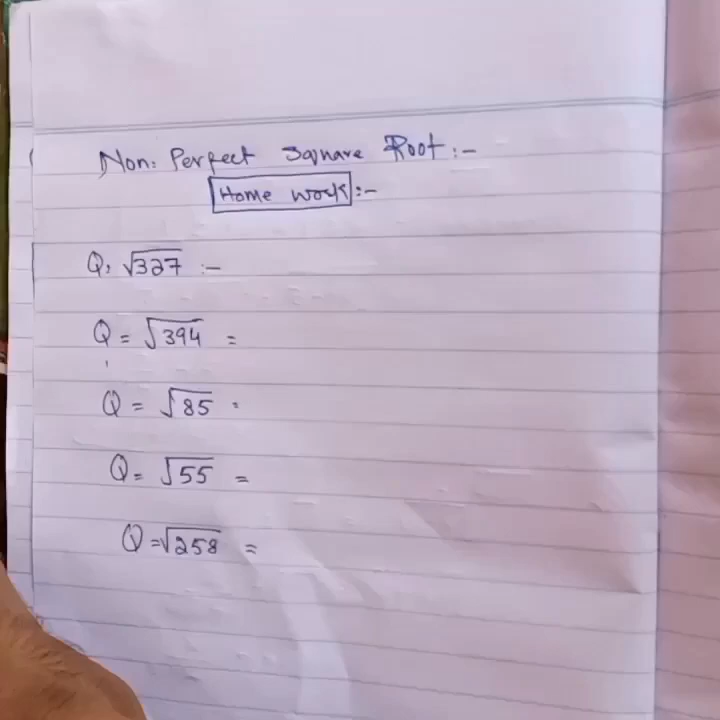 Non: Perfect Square Root :-
Home work :-
Q: √327 :-
Q = √394 =
Q = √85 =
Q = √55 =
Q = √258 =